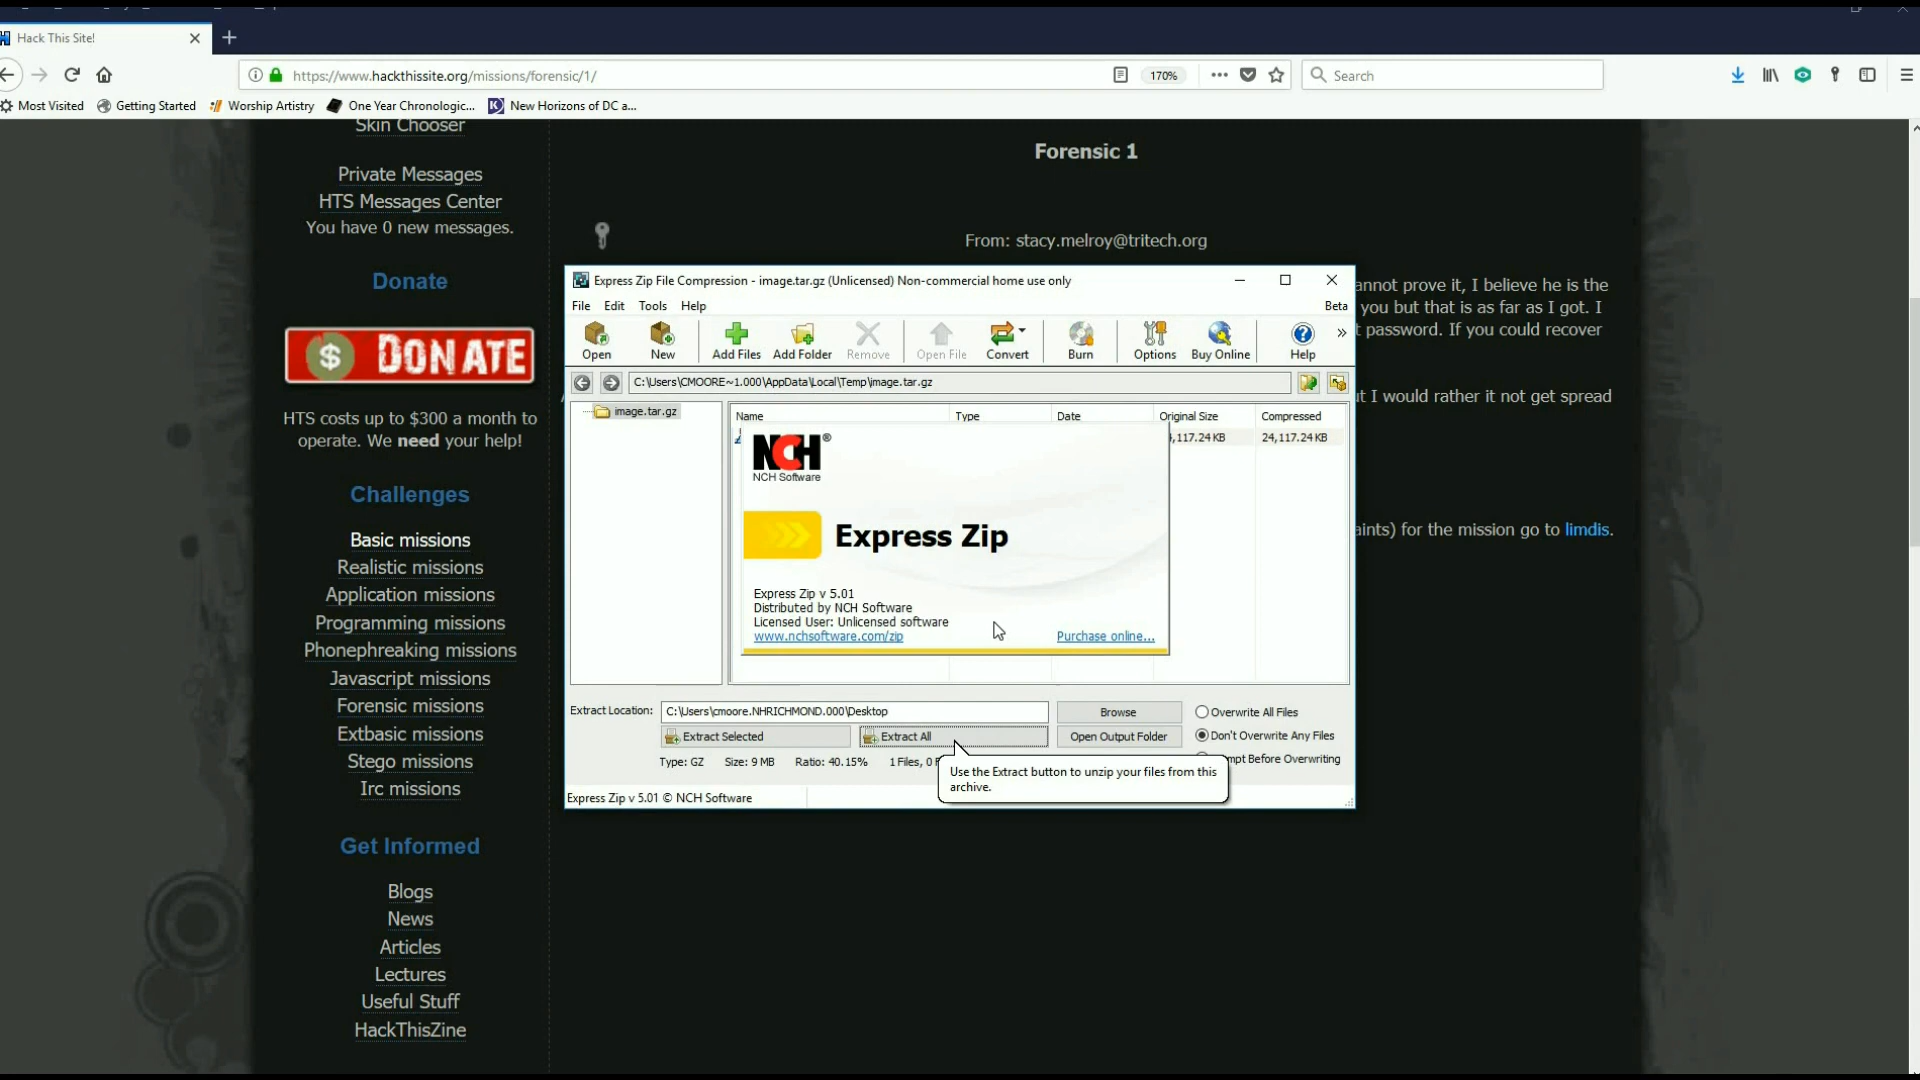 Hack This Site!
https://www.hackthissite.org/missions/forensic/1/
170%
Search
Most Visited
Getting Started
Worship Artistry
One Year Chronologic...
New Horizons of DC a...
Skin Chooser
Private Messages
HTS Messages Center
You have 0 new messages.
Donate
$ DONATE
HTS costs up to $300 a month to
operate. We need your help!
Challenges
Basic missions
Realistic missions
Application missions
Programming missions
Phonephreaking missions
Javascript missions
Forensic missions
Extbasic missions
Stego missions
Irc missions
Get Informed
Blogs
News
Articles
Lectures
Useful Stuff
HackThisZine
Forensic 1
From: stacy.melroy@tritech.org
annot prove it, I believe he is the
you but that is as far as I got. I
t password. If you could recover
t I would rather it not get spread
aints) for the mission go to limdis.
Express Zip File Compression - image.tar.gz (Unlicensed) Non-commercial home use only
File Edit Tools Help
Beta
Open New Add Files Add Folder Remove Open File Convert Burn Options Buy Online Help
C:\Users\CMOORE~1.000\AppData\Local\Temp\image.tar.gz
image.tar.gz
Name Type Date Original Size Compressed
,117.24 KB 24,117.24 KB
NCH®
NCH Software
Express Zip
Express Zip v 5.01
Distributed by NCH Software
Licensed User: Unlicensed software
www.nchsoftware.com/zip
Purchase online...
Extract Location: C:\Users\cmoore.NHRICHMOND.000\Desktop
Browse
Overwrite All Files
Extract Selected
Extract All
Open Output Folder
Don't Overwrite Any Files
mpt Before Overwriting
Type: GZ Size: 9 MB Ratio: 40.15% 1 Files, 0 F
Use the Extract button to unzip your files from this
archive.
Express Zip v 5.01 © NCH Software